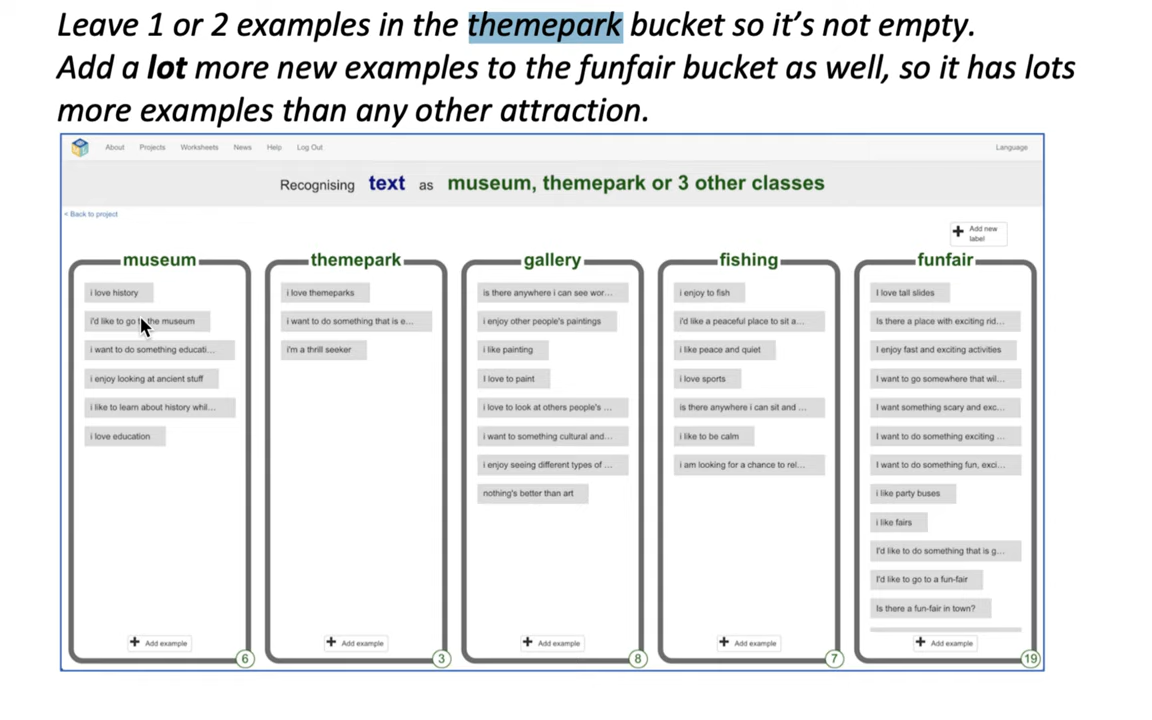 Leave 1 or 2 examples in the themepark bucket so it’s not empty.
Add a lot more new examples to the funfair bucket as well, so it has lots
more examples than any other attraction.
About Projects Worksheets News Help Log Out Language
Recognising text as museum, themepark or 3 other classes
< Back to project
+ Add new
label
museum
i love history
i'd like to go to the museum
i want to do something educati...
i enjoy looking at ancient stuff
i like to learn about history whil...
i love education
+ Add example
6
themepark
i love themeparks
i want to do something that is e...
i'm a thrill seeker
+ Add example
3
gallery
is there anywhere i can see wor...
i enjoy other people's paintings
i like painting
I love to paint
i love to look at others people's ...
i want to something cultural and...
i enjoy seeing different types of ...
nothing's better than art
+ Add example
8
fishing
i enjoy to fish
i'd like a peaceful place to sit a...
i like peace and quiet
i love sports
is there anywhere i can sit and ...
i like to be calm
i am looking for a chance to rel...
+ Add example
7
funfair
I love tall slides
Is there a place with exciting rid...
I enjoy fast and exciting activities
I want to go somewhere that wil...
I want something scary and exc...
I want to do something exciting ...
I want to do something fun, exci...
i like party buses
i like fairs
I'd like to do something that is g...
I'd like to go to a fun-fair
Is there a fun-fair in town?
+ Add example
19